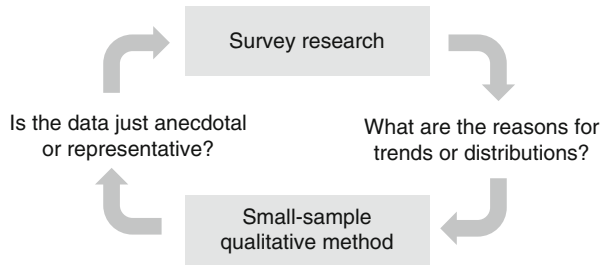 Survey research
Is the data just anecdotal
or representative?
What are the reasons for
trends or distributions?
Small-sample
qualitative method